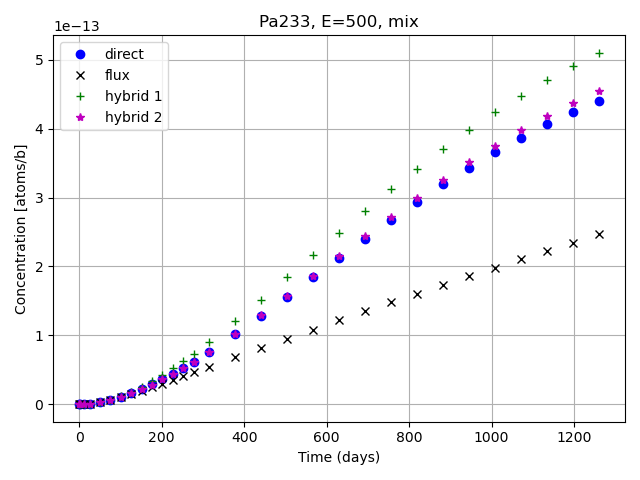 Pa233, E=500, mix
1e−13
direct
flux
hybrid 1
hybrid 2
5
4
3
2
1
0
Concentration [atoms/b]
0 200 400 600 800 1000 1200
Time (days)